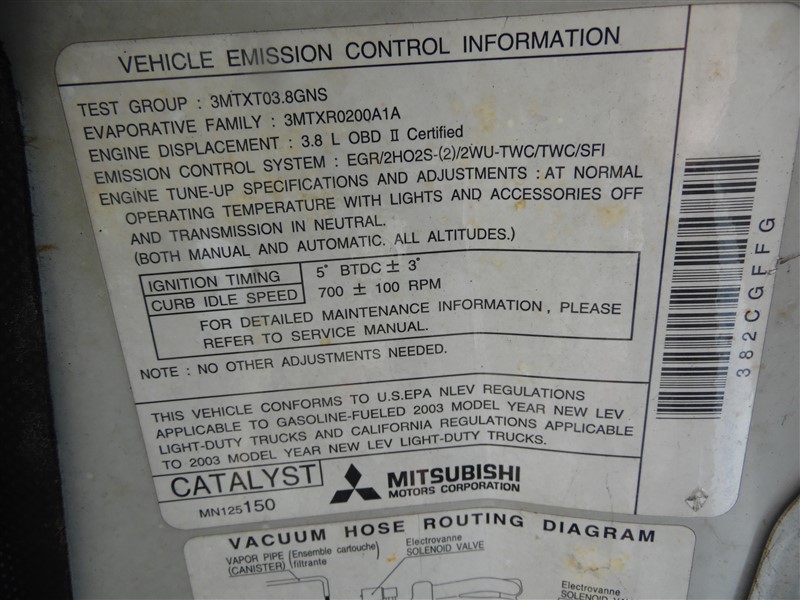 VEHICLE EMISSION CONTROL INFORMATION
TEST GROUP : 3MTXT03.8GNS
EVAPORATIVE FAMILY : 3MTXR0200A1A
ENGINE DISPLACEMENT : 3.8 L OBD II Certified
EMISSION CONTROL SYSTEM : EGR/2HO2S-(2)/2WU-TWC/TWC/SFI
ENGINE TUNE-UP SPECIFICATIONS AND ADJUSTMENTS : AT NORMAL
OPERATING TEMPERATURE WITH LIGHTS AND ACCESSORIES OFF
AND TRANSMISSION IN NEUTRAL.
(BOTH MANUAL AND AUTOMATIC. ALL ALTITUDES.)
IGNITION TIMING 5° BTDC ± 3°
CURB IDLE SPEED 700 ± 100 RPM
FOR DETAILED MAINTENANCE INFORMATION, PLEASE
REFER TO SERVICE MANUAL.
NOTE : NO OTHER ADJUSTMENTS NEEDED.
THIS VEHICLE CONFORMS TO U.S.EPA NLEV REGULATIONS
APPLICABLE TO GASOLINE-FUELED 2003 MODEL YEAR NEW LEV
LIGHT-DUTY TRUCKS AND CALIFORNIA REGULATIONS APPLICABLE
TO 2003 MODEL YEAR NEW LEV LIGHT-DUTY TRUCKS.
CATALYST
MITSUBISHI
MOTORS CORPORATION
MN125150
382CGFFG
VACUUM HOSE ROUTING DIAGRAM
VAPOR PIPE (Ensemble cartouche)
(CANISTER) filtrante
Electrovanne
SOLENOID VALVE
Electrovanne
SOLENOID VALVE